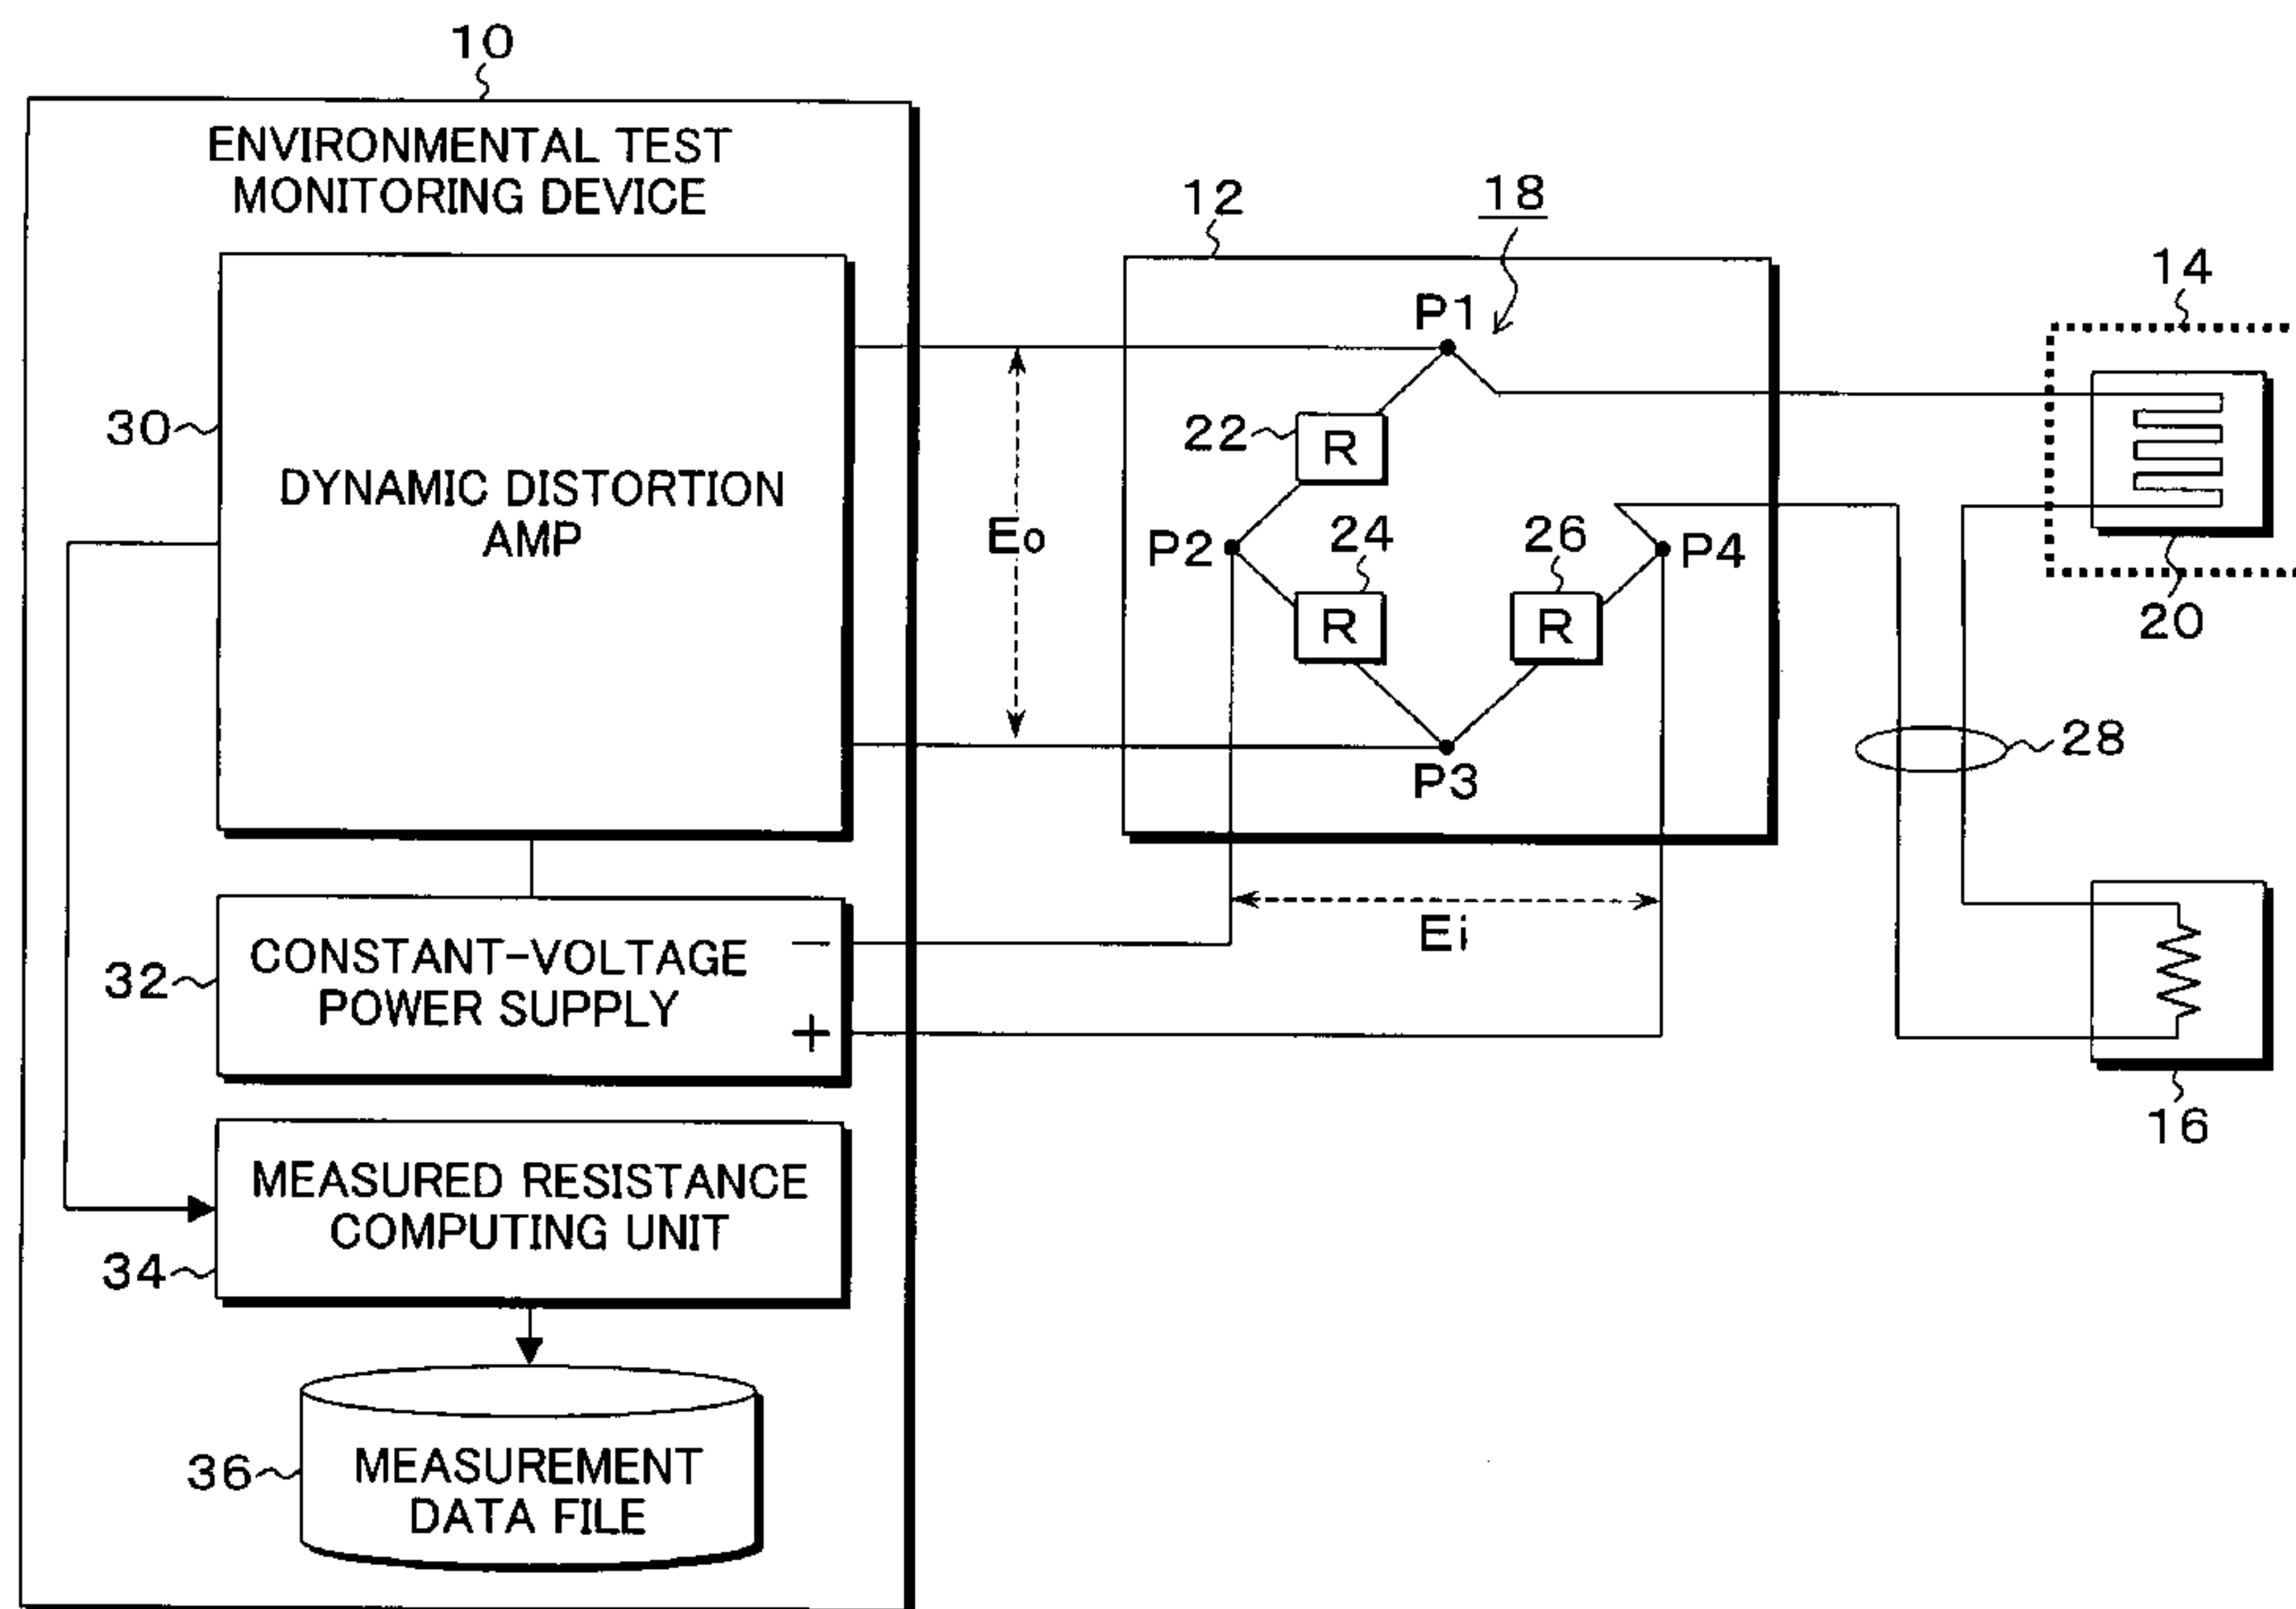 10
ENVIRONMENTAL TEST
MONITORING DEVICE
30
DYNAMIC DISTORTION
AMP
32
CONSTANT-VOLTAGE
POWER SUPPLY
−
+
34
MEASURED RESISTANCE
COMPUTING UNIT
36
MEASUREMENT
DATA FILE
Eo
Ei
12
18
P1
22
R
P2
24
R
26
R
P4
P3
14
20
28
16